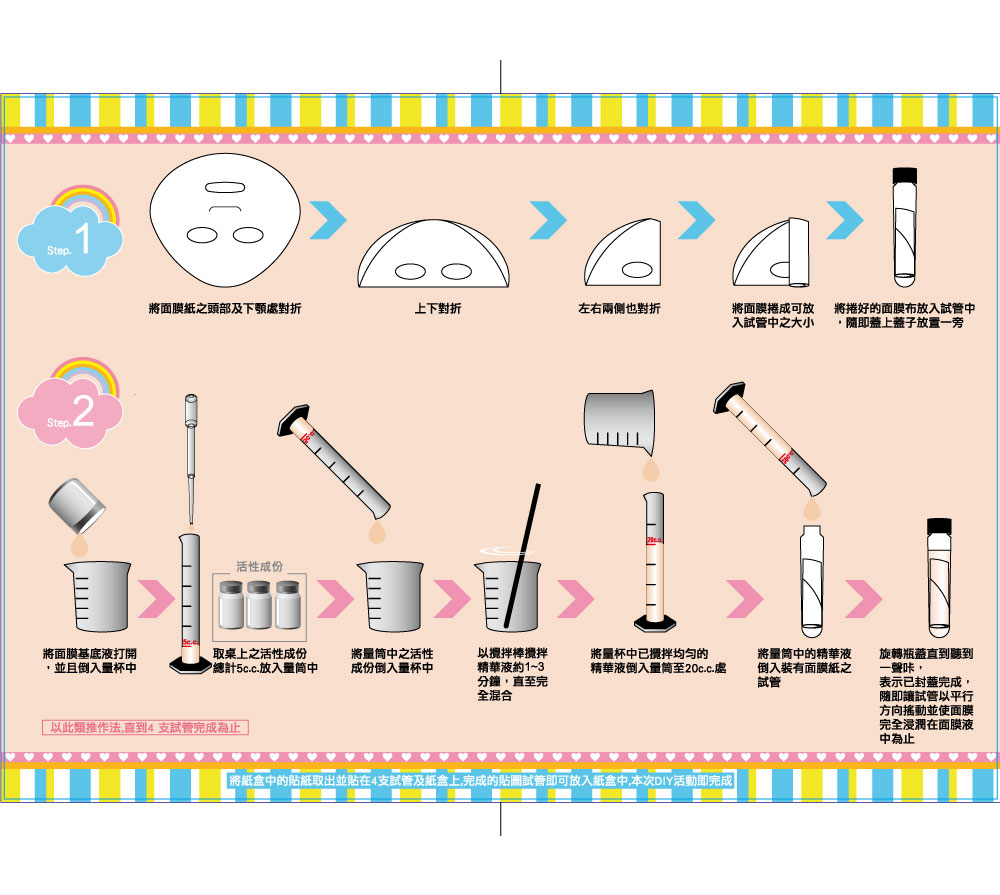 Step. 1
將面膜紙之頭部及下顎處對折
上下對折
左右兩側也對折
將面膜捲成可放
入試管中之大小
將捲好的面膜布放入試管中
,隨即蓋上蓋子放置一旁
Step. 2
活性成份
5c.c.
20c.c.
將面膜基底液打開
,並且倒入量杯中
取桌上之活性成份
總計5c.c.放入量筒中
將量筒中之活性
成份倒入量杯中
以攪拌棒攪拌
精華液約1~3
分鐘,直至完
全混合
將量杯中已攪拌均勻的
精華液倒入量筒至20c.c.處
將量筒中的精華液
倒入裝有面膜紙之
試管
旋轉瓶蓋直到聽到
一聲咔,
表示已封蓋完成,
隨即讓試管以平行
方向搖動並使面膜
完全浸潤在面膜液
中為止
以此類推作法,直到4 支試管完成為止
將紙盒中的貼紙取出並貼在4支試管及紙盒上,完成的貼圖試管即可放入紙盒中,本次DIY活動即完成